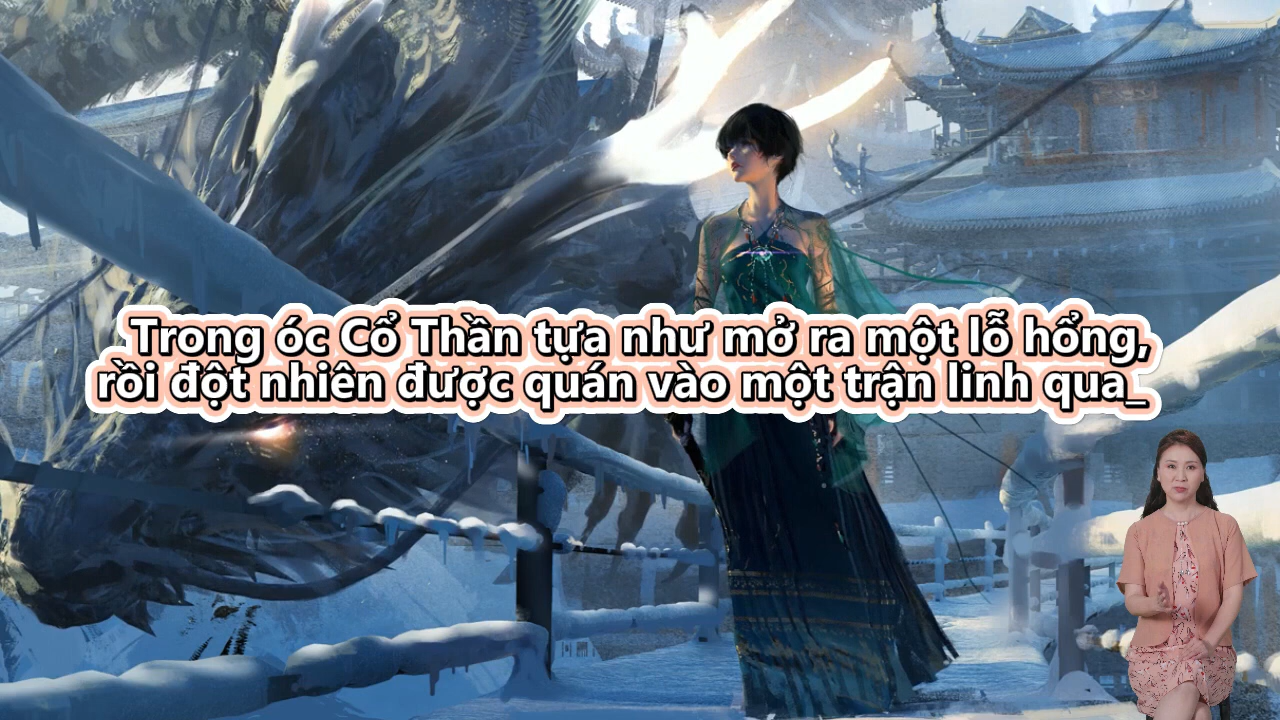 Trong óc Cổ Thần tựa như mở ra một lỗ hổng,
rồi đột nhiên được quán vào một trận linh qua_